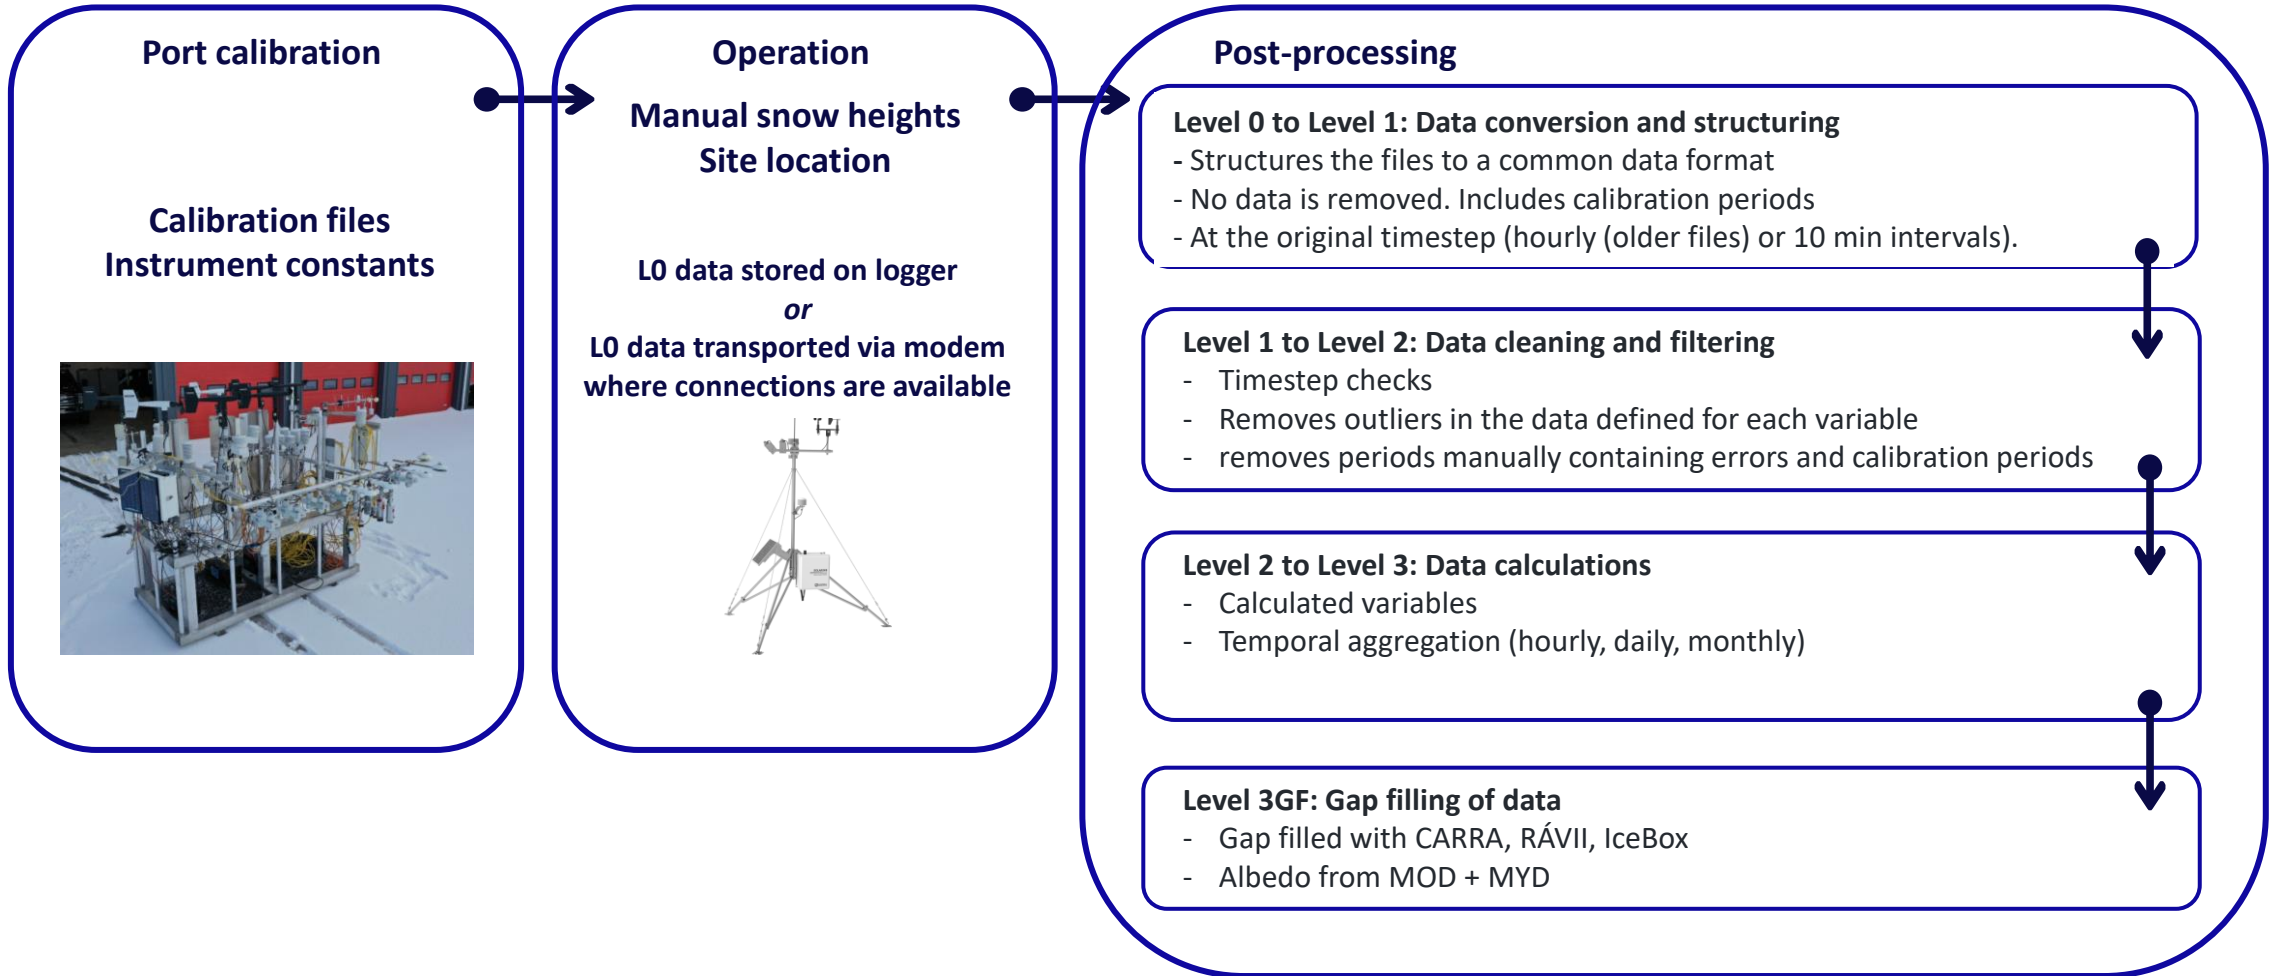 Port calibration
Calibration files
Instrument constants
Operation
Manual snow heights
Site location
L0 data stored on logger
or
L0 data transported via modem
where connections are available
Post-processing
Level 0 to Level 1: Data conversion and structuring
- Structures the files to a common data format
- No data is removed. Includes calibration periods
- At the original timestep (hourly (older files) or 10 min intervals).
Level 1 to Level 2: Data cleaning and filtering
- Timestep checks
- Removes outliers in the data defined for each variable
- removes periods manually containing errors and calibration periods
Level 2 to Level 3: Data calculations
- Calculated variables
- Temporal aggregation (hourly, daily, monthly)
Level 3GF: Gap filling of data
- Gap filled with CARRA, RÁVII, IceBox
- Albedo from MOD + MYD